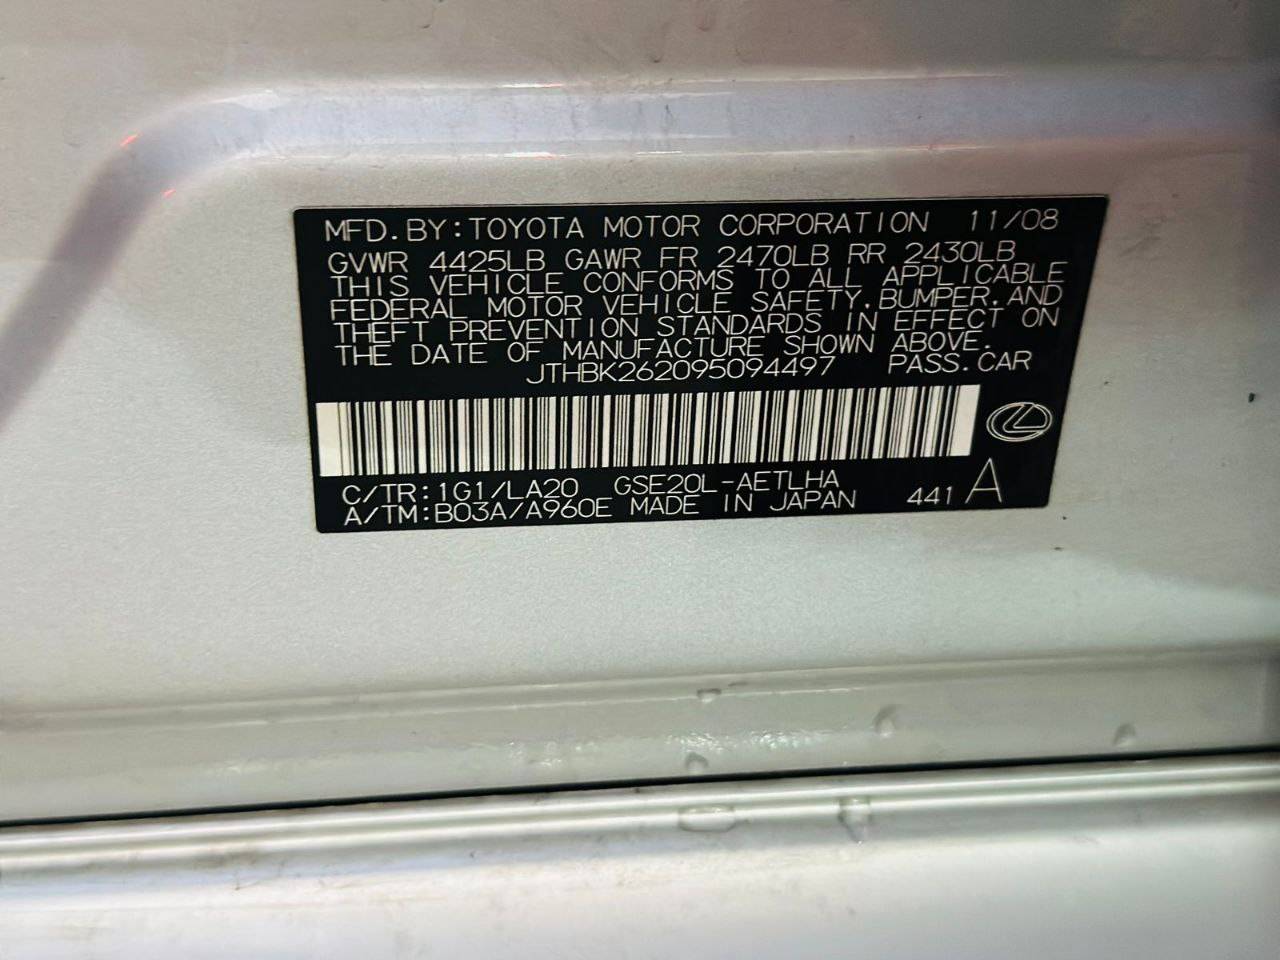 MFD.BY:TOYOTA MOTOR CORPORATION 11/08
GVWR 4425LB GAWR FR 2470LB RR 2430LB
THIS VEHICLE CONFORMS TO ALL APPLICABLE
FEDERAL MOTOR VEHICLE SAFETY,BUMPER,AND
THEFT PREVENTION STANDARDS IN EFFECT ON
THE DATE OF MANUFACTURE SHOWN ABOVE.
JTHBK262095094497 PASS.CAR
C/TR:1G1/LA20 GSE20L-AETLHA
A/TM:B03A/A960E MADE IN JAPAN 441 A